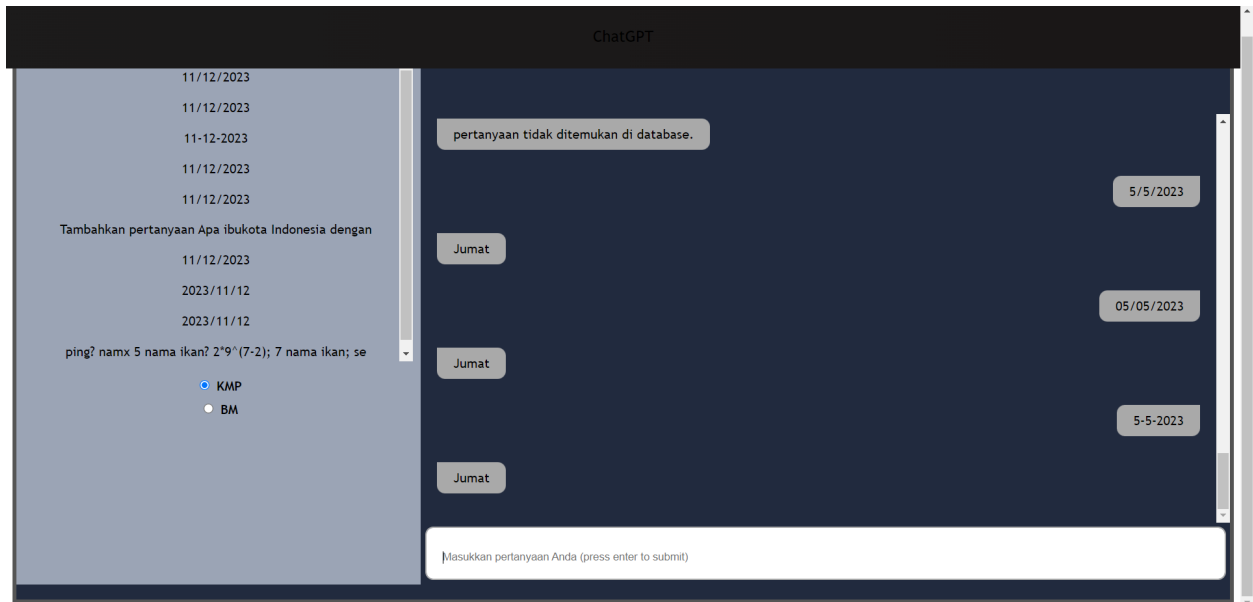 ChatGPT
11/12/2023
11/12/2023
11-12-2023
11/12/2023
11/12/2023
Tambahkan pertanyaan Apa ibukota Indonesia dengan
11/12/2023
2023/11/12
2023/11/12
ping? namx 5 nama ikan? 2*9^(7-2); 7 nama ikan; se
KMP
BM
pertanyaan tidak ditemukan di database.
5/5/2023
Jumat
05/05/2023
Jumat
5-5-2023
Jumat
Masukkan pertanyaan Anda (press enter to submit)